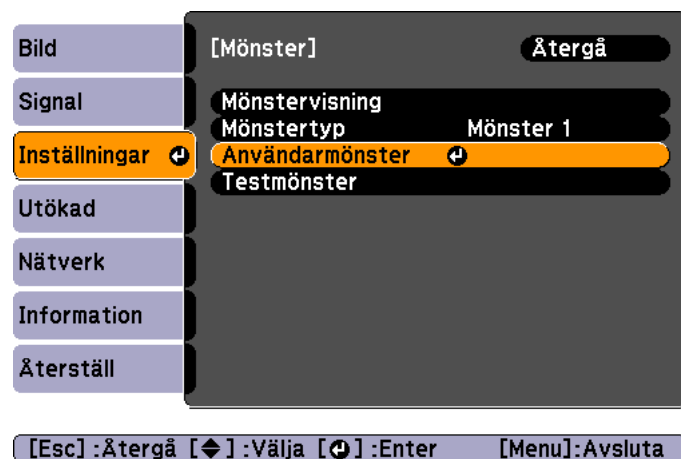 Bild
Signal
Inställningar
Utökad
Nätverk
Information
Återställ
[Mönster] Återgå
Mönstervisning
Mönstertyp Mönster 1
Användarmönster
Testmönster
[Esc] :Återgå [◆] :Välja [↵] :Enter [Menu]:Avsluta